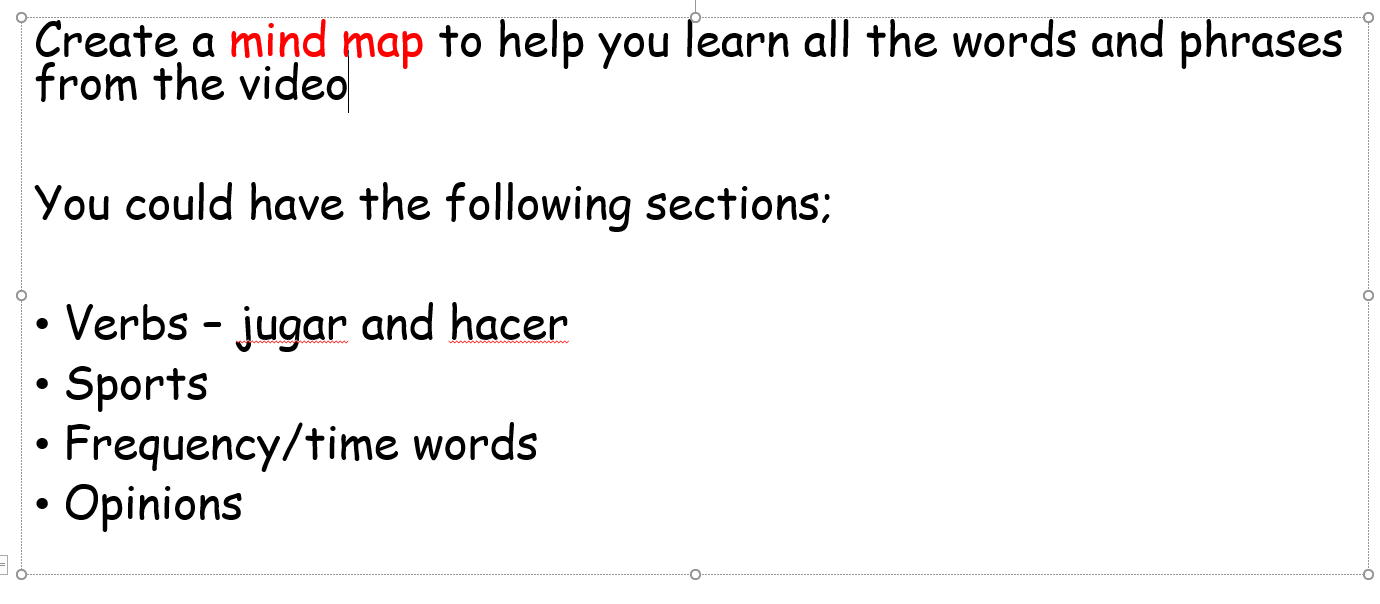 Create a mind map to help you learn all the words and phrases
from the video
You could have the following sections;
• Verbs – jugar and hacer
• Sports
• Frequency/time words
• Opinions